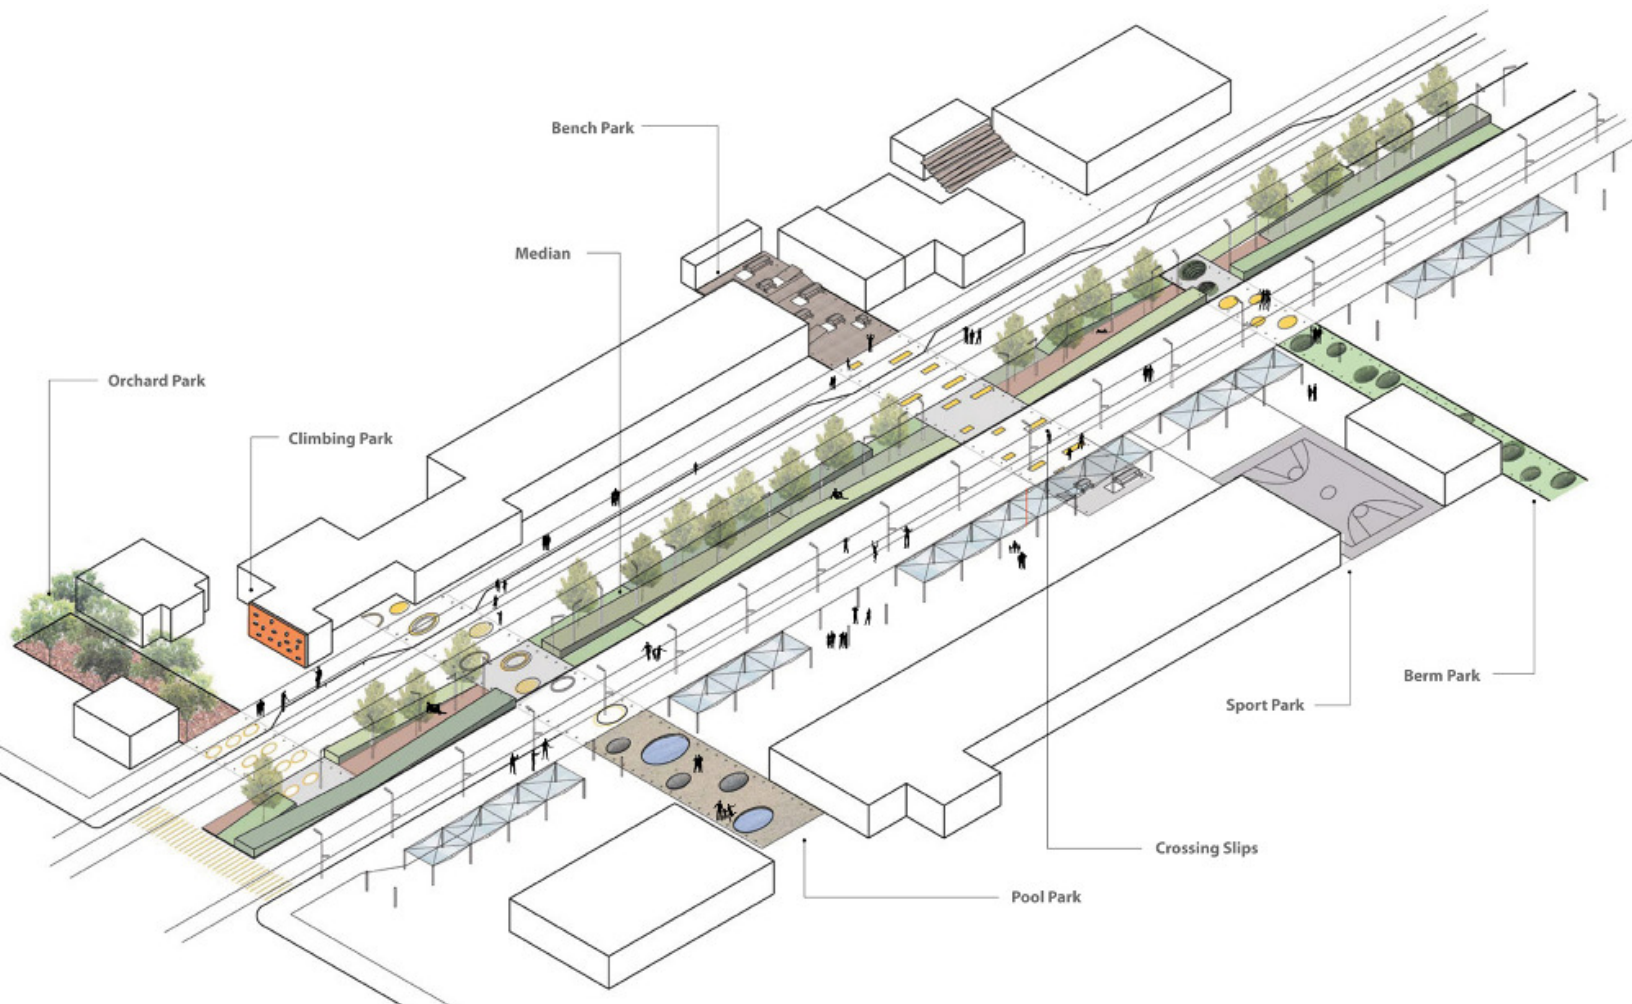 Bench Park
Median
Orchard Park
Climbing Park
Berm Park
Sport Park
Crossing Slips
Pool Park